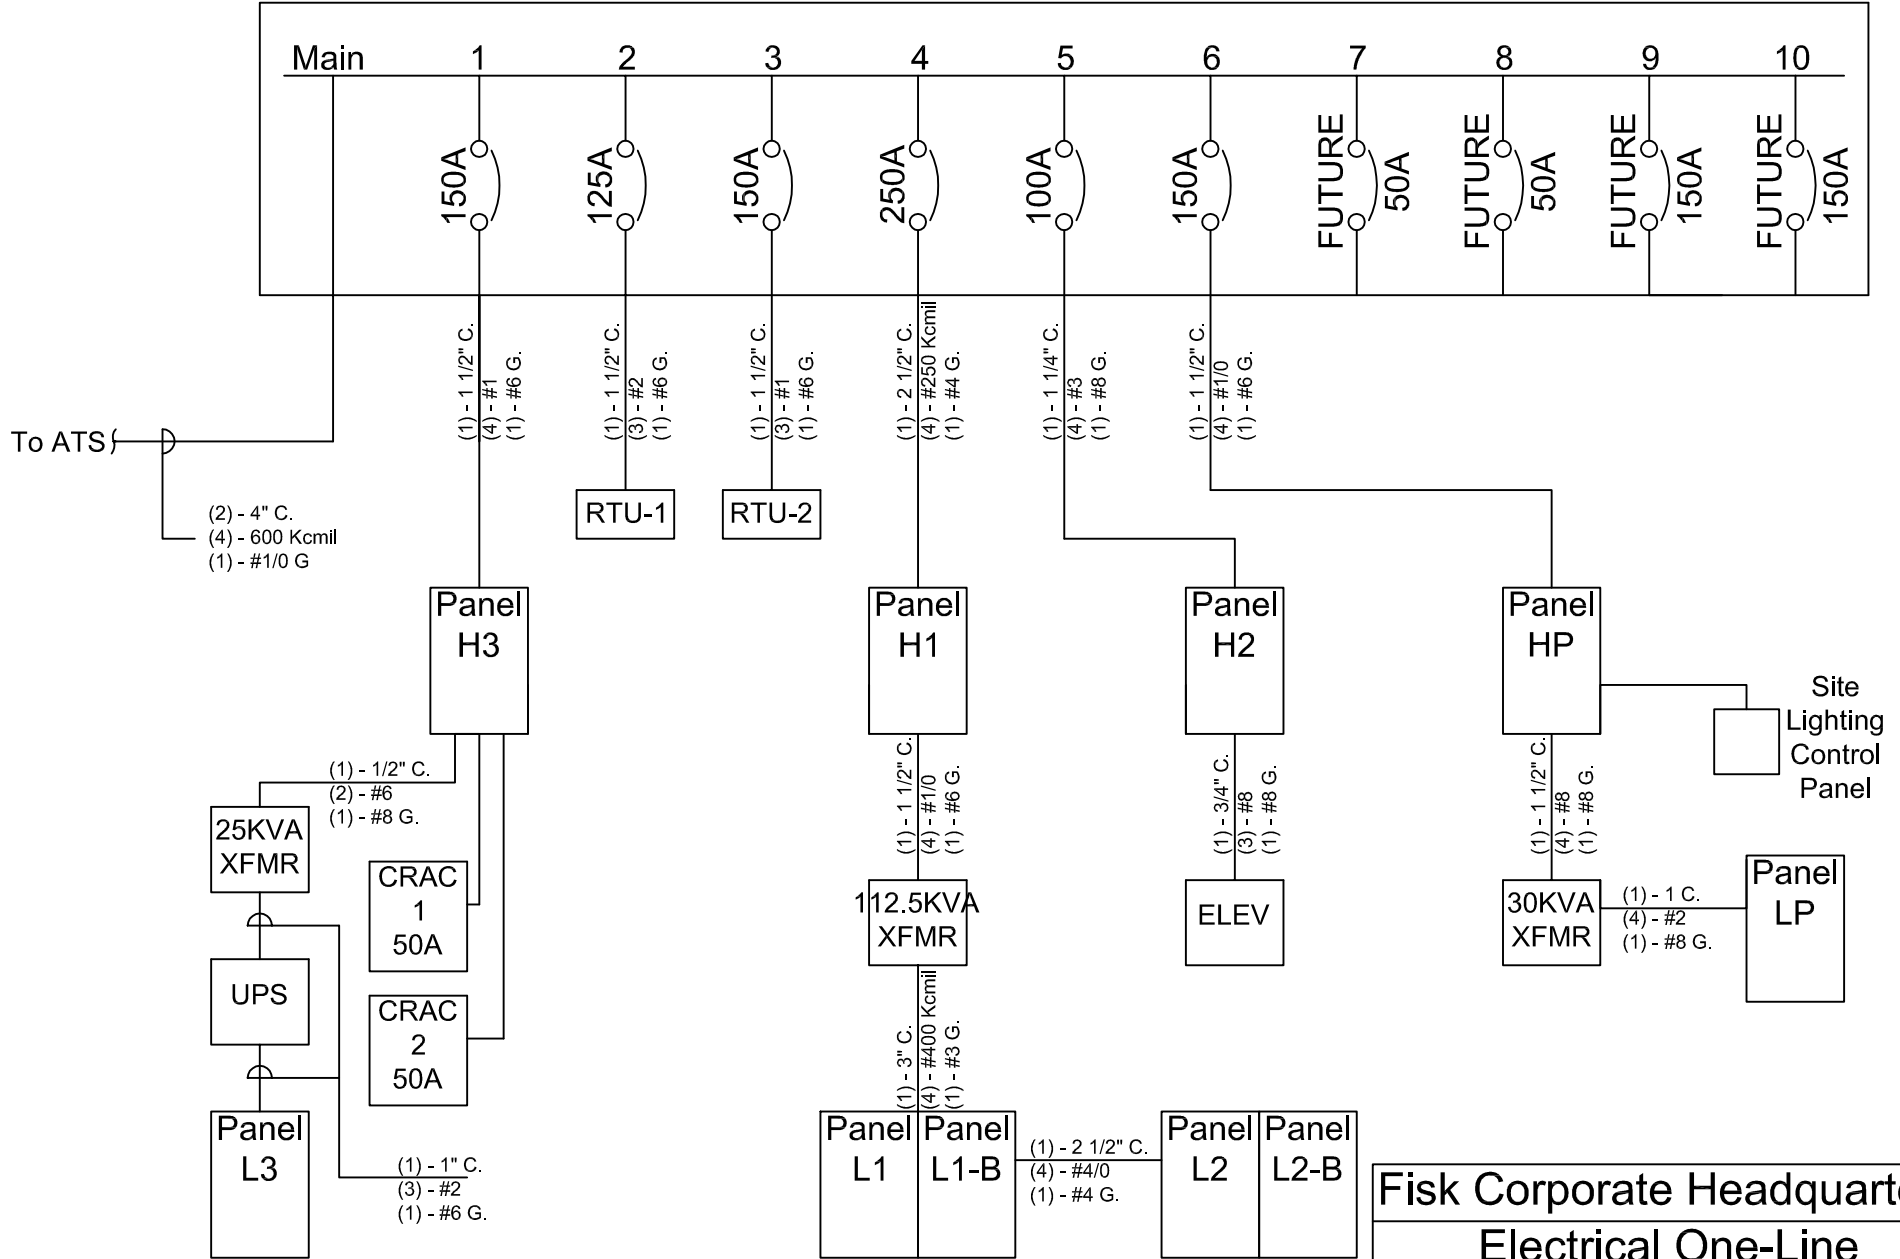 Main 1 2 3 4 5 6 7 8 9 10
150A
125A
150A
250A
100A
150A
FUTURE
50A
FUTURE
50A
FUTURE
150A
FUTURE
150A
(1) - 1 1/2" C.
(4) - #1
(1) - #6 G.
(1) - 1 1/2" C.
(3) - #2
(1) - #6 G.
(1) - 1 1/2" C.
(3) - #1
(1) - #6 G.
(1) - 2 1/2" C.
(4) - #250 Kcmil
(1) - #4 G.
(1) - 1 1/4" C.
(4) - #3
(1) - #8 G.
(1) - 1 1/2" C.
(4) - #1/0
(1) - #6 G.
To ATS
(2) - 4" C.
(4) - 600 Kcmil
(1) - #1/0 G
RTU-1
RTU-2
Panel
H3
Panel
H1
Panel
H2
Panel
HP
Site
Lighting
Control
Panel
(1) - 1/2" C.
(2) - #6
(1) - #8 G.
(1) - 1 1/2" C.
(4) - #1/0
(1) - #6 G.
(1) - 3/4" C.
(3) - #8
(1) - #8 G.
(1) - 1 1/2" C.
(4) - #8
(1) - #8 G.
25KVA
XFMR
CRAC
1
50A
112.5KVA
XFMR
ELEV
30KVA
XFMR
(1) - 1 C.
(4) - #2
(1) - #8 G.
Panel
LP
UPS
CRAC
2
50A
(1) - 3" C.
(4) - #400 Kcmil
(1) - #3 G.
Panel
L3
(1) - 1" C.
(3) - #2
(1) - #6 G.
Panel
L1
Panel
L1-B
(1) - 2 1/2" C.
(4) - #4/0
(1) - #4 G.
Panel
L2
Panel
L2-B
Fisk Corporate Headquart
Electrical One-Line